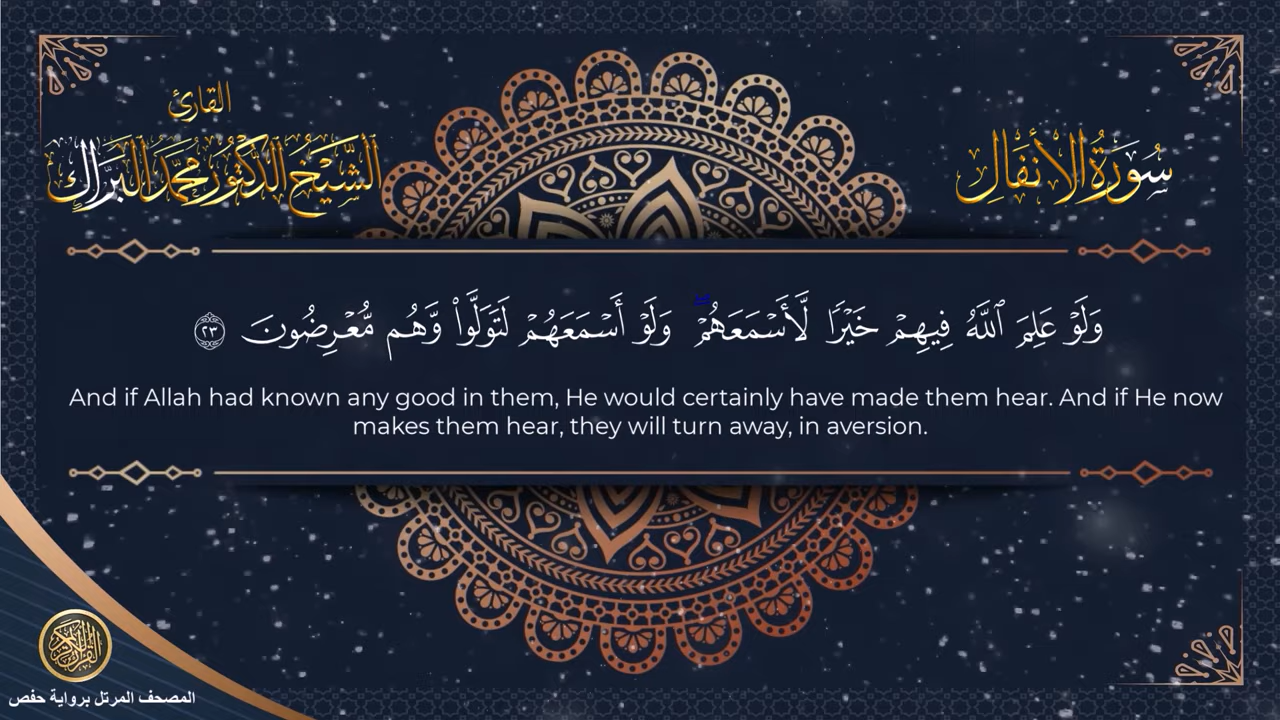 القارئ
الشيخ الدكتور محمد البراك
سورة الأنفال
وَلَوْ عَلِمَ ٱللَّهُ فِيهِمْ خَيْرًا لَّأَسْمَعَهُمْ ۖ وَلَوْ أَسْمَعَهُمْ لَتَوَلَّوا۟ وَّهُم مُّعْرِضُونَ ٢٣
And if Allah had known any good in them, He would certainly have made them hear. And if He now
makes them hear, they will turn away, in aversion.
القرآن الكريم
المصحف المرتل برواية حفص